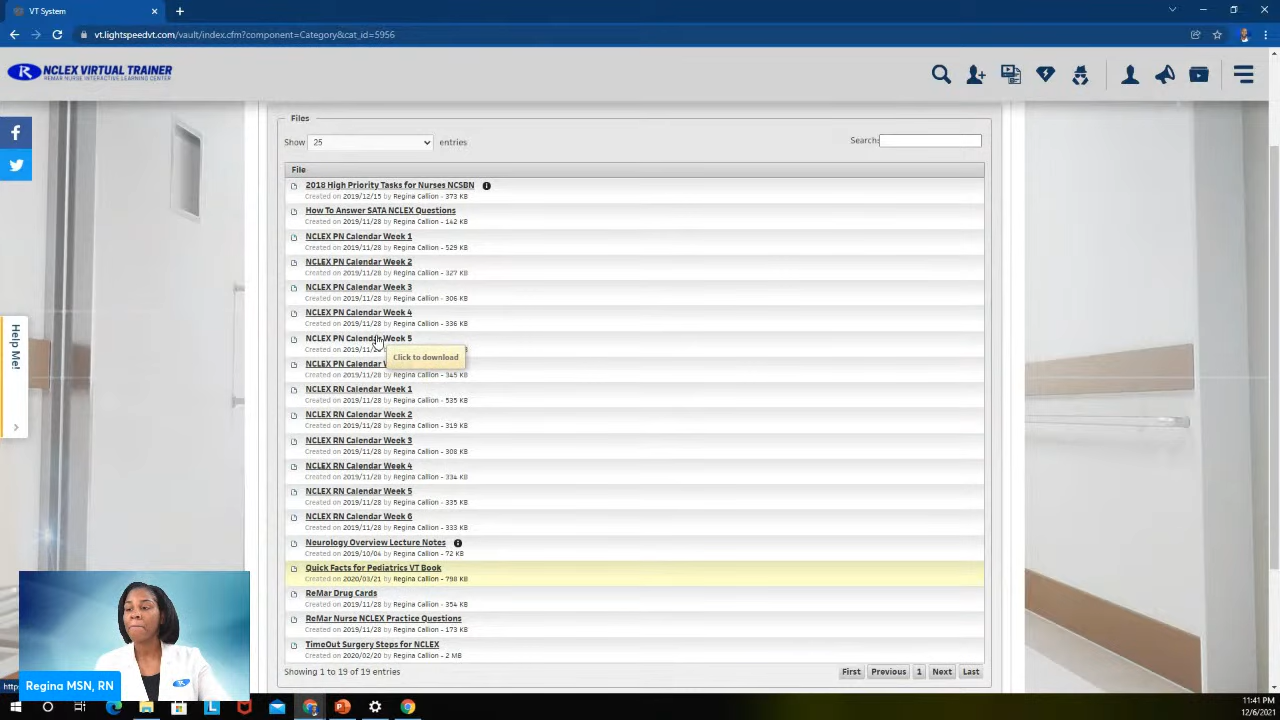 VT System
vt.lightspeedvt.com/vault/index.cfm?component=Category&cat_id=5956
R NCLEX VIRTUAL TRAINER
REMAR NURSE INTERACTIVE LEARNING CENTER
Files
Show 25 entries
Search:
File
2018 High Priority Tasks for Nurses NCSBN
Created on 2019/12/15 by Regina Callion - 373 KB
How To Answer SATA NCLEX Questions
Created on 2019/11/28 by Regina Callion - 142 KB
NCLEX PN Calendar Week 1
Created on 2019/11/28 by Regina Callion - 529 KB
NCLEX PN Calendar Week 2
Created on 2019/11/28 by Regina Callion - 327 KB
NCLEX PN Calendar Week 3
Created on 2019/11/28 by Regina Callion - 306 KB
NCLEX PN Calendar Week 4
Created on 2019/11/28 by Regina Callion - 336 KB
NCLEX PN Calendar Week 5
Created on 2019/11/2
Click to download
NCLEX PN Calendar
Created on 2019/11/28 by Regina Callion - 345 KB
NCLEX RN Calendar Week 1
Created on 2019/11/28 by Regina Callion - 535 KB
NCLEX RN Calendar Week 2
Created on 2019/11/28 by Regina Callion - 319 KB
NCLEX RN Calendar Week 3
Created on 2019/11/28 by Regina Callion - 308 KB
NCLEX RN Calendar Week 4
Created on 2019/11/28 by Regina Callion - 334 KB
NCLEX RN Calendar Week 5
Created on 2019/11/28 by Regina Callion - 335 KB
NCLEX RN Calendar Week 6
Created on 2019/11/28 by Regina Callion - 333 KB
Neurology Overview Lecture Notes
Created on 2019/10/04 by Regina Callion - 72 KB
Quick Facts for Pediatrics VT Book
Created on 2020/03/21 by Regina Callion - 798 KB
ReMar Drug Cards
Created on 2019/11/28 by Regina Callion - 354 KB
ReMar Nurse NCLEX Practice Questions
Created on 2019/11/28 by Regina Callion - 173 KB
TimeOut Surgery Steps for NCLEX
Created on 2020/02/20 by Regina Callion - 2 MB
Showing 1 to 19 of 19 entries
First Previous 1 Next Last
Help Me!
Regina MSN, RN
11:41 PM
12/6/2021